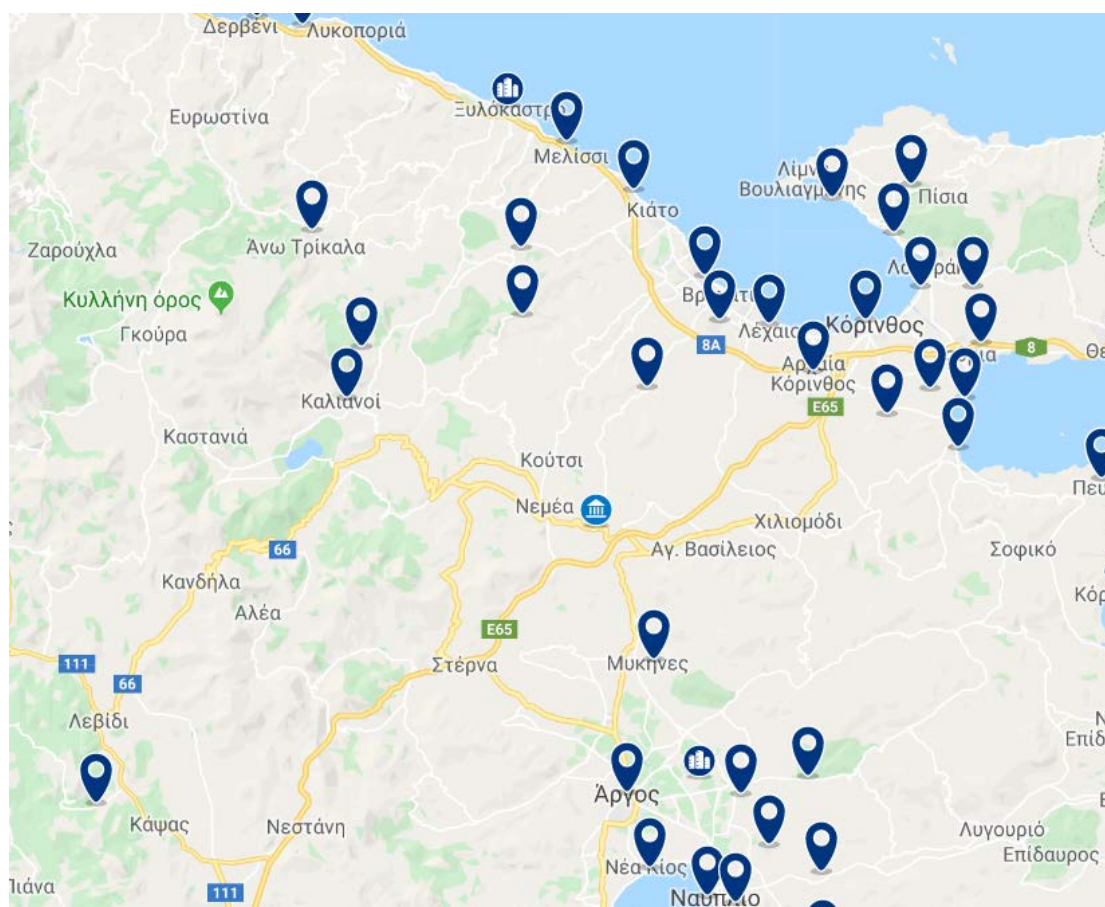 Δερβένι
Λυκοποριά
Ευρωστίνα
Ξυλόκαστρο
Μελίσσι
Κιάτο
Λίμνη
Βουλιαγμένης
Πίσια
Ζαρούχλα
Άνω Τρίκαλα
Κυλλήνη όρος
Γκούρα
Λέχαιο
Κόρινθος
8A
8
Αρχαία
Κόρινθος
E65
Καλιανοί
Καστανιά
Κούτσι
Νεμέα
Χιλιομόδι
Αγ. Βασίλειος
Σοφικό
66
Κανδήλα
Αλέα
E65
Στέρνα
Μυκήνες
111
66
Λεβίδι
Άργος
Κάψας
Νεστάνη
Λυγουριό
Επίδαυρος
Νέα Κίος
111
Ναύπλιο